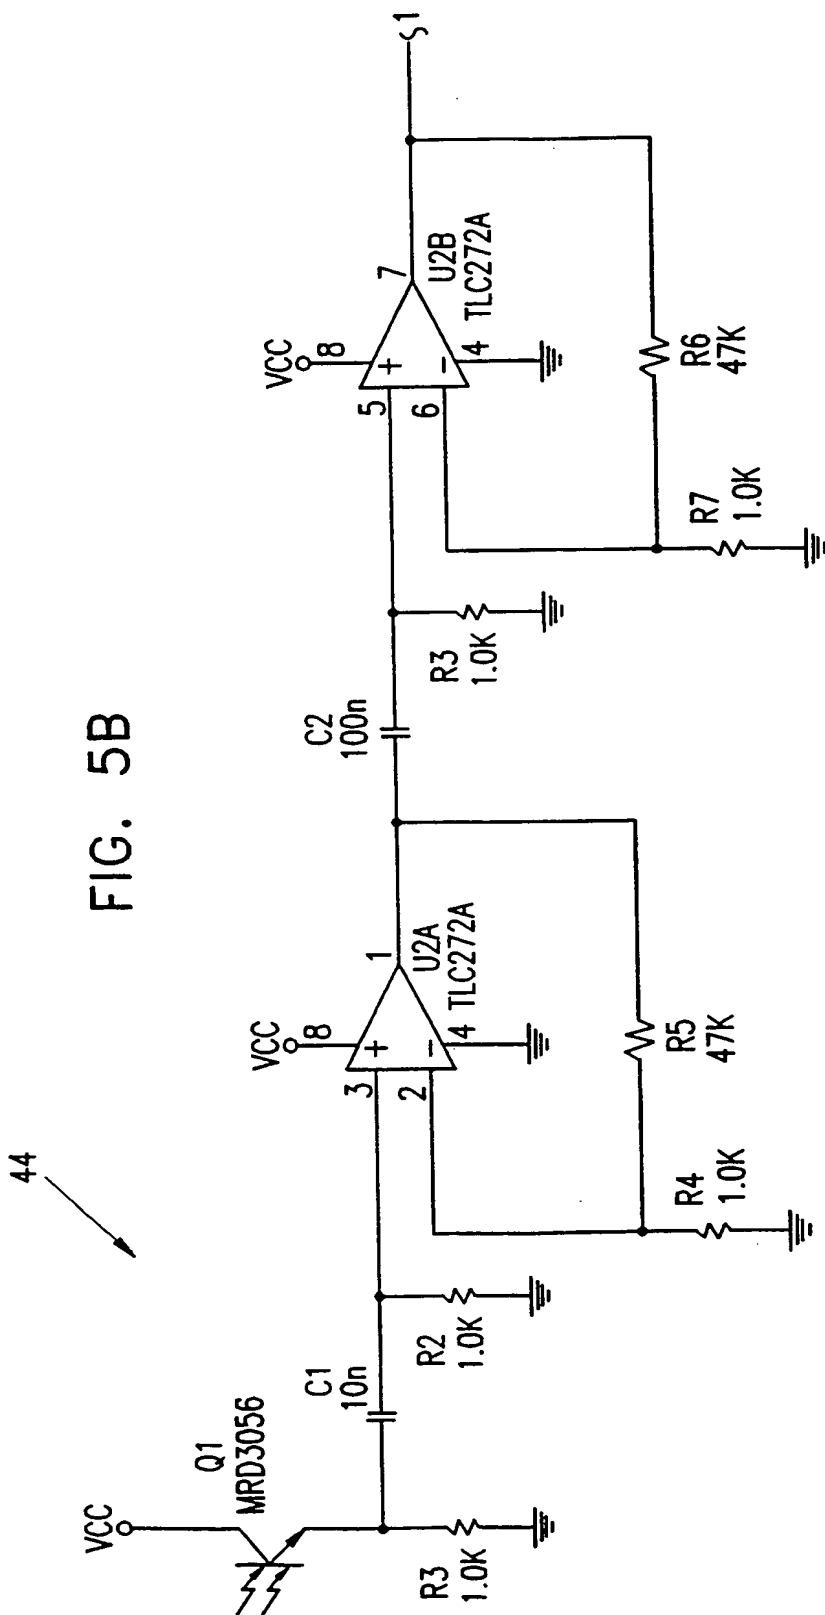 FIG. 5B
44
VCC
Q1
MRD3056
R3
1.0K
C1
10n
R2
1.0K
VCC
8
3
+
2
−
1
4
U2A
TLC272A
R4
1.0K
R5
47K
C2
100n
R3
1.0K
VCC
8
5
+
6
−
7
4
U2B
TLC272A
R7
1.0K
R6
47K
1